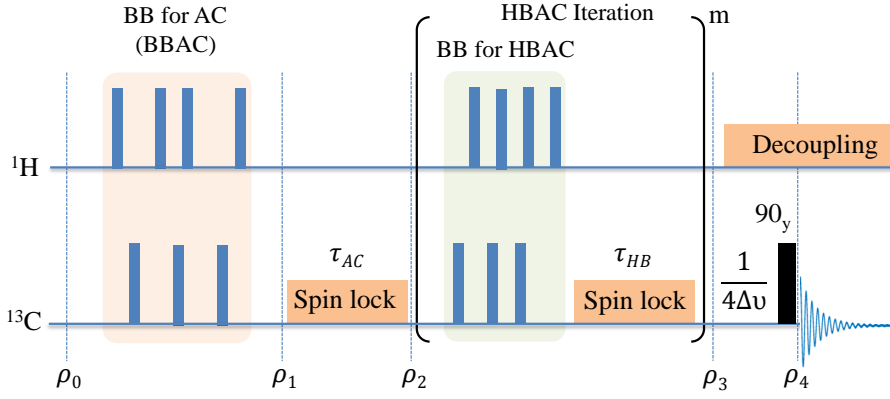 BB for AC
(BBAC)
HBAC Iteration
m
BB for HBAC
¹H
Decoupling
90y
τAC
τHB
1
4Δυ
Spin lock
Spin lock
¹³C
ρ0
ρ1
ρ2
ρ3
ρ4